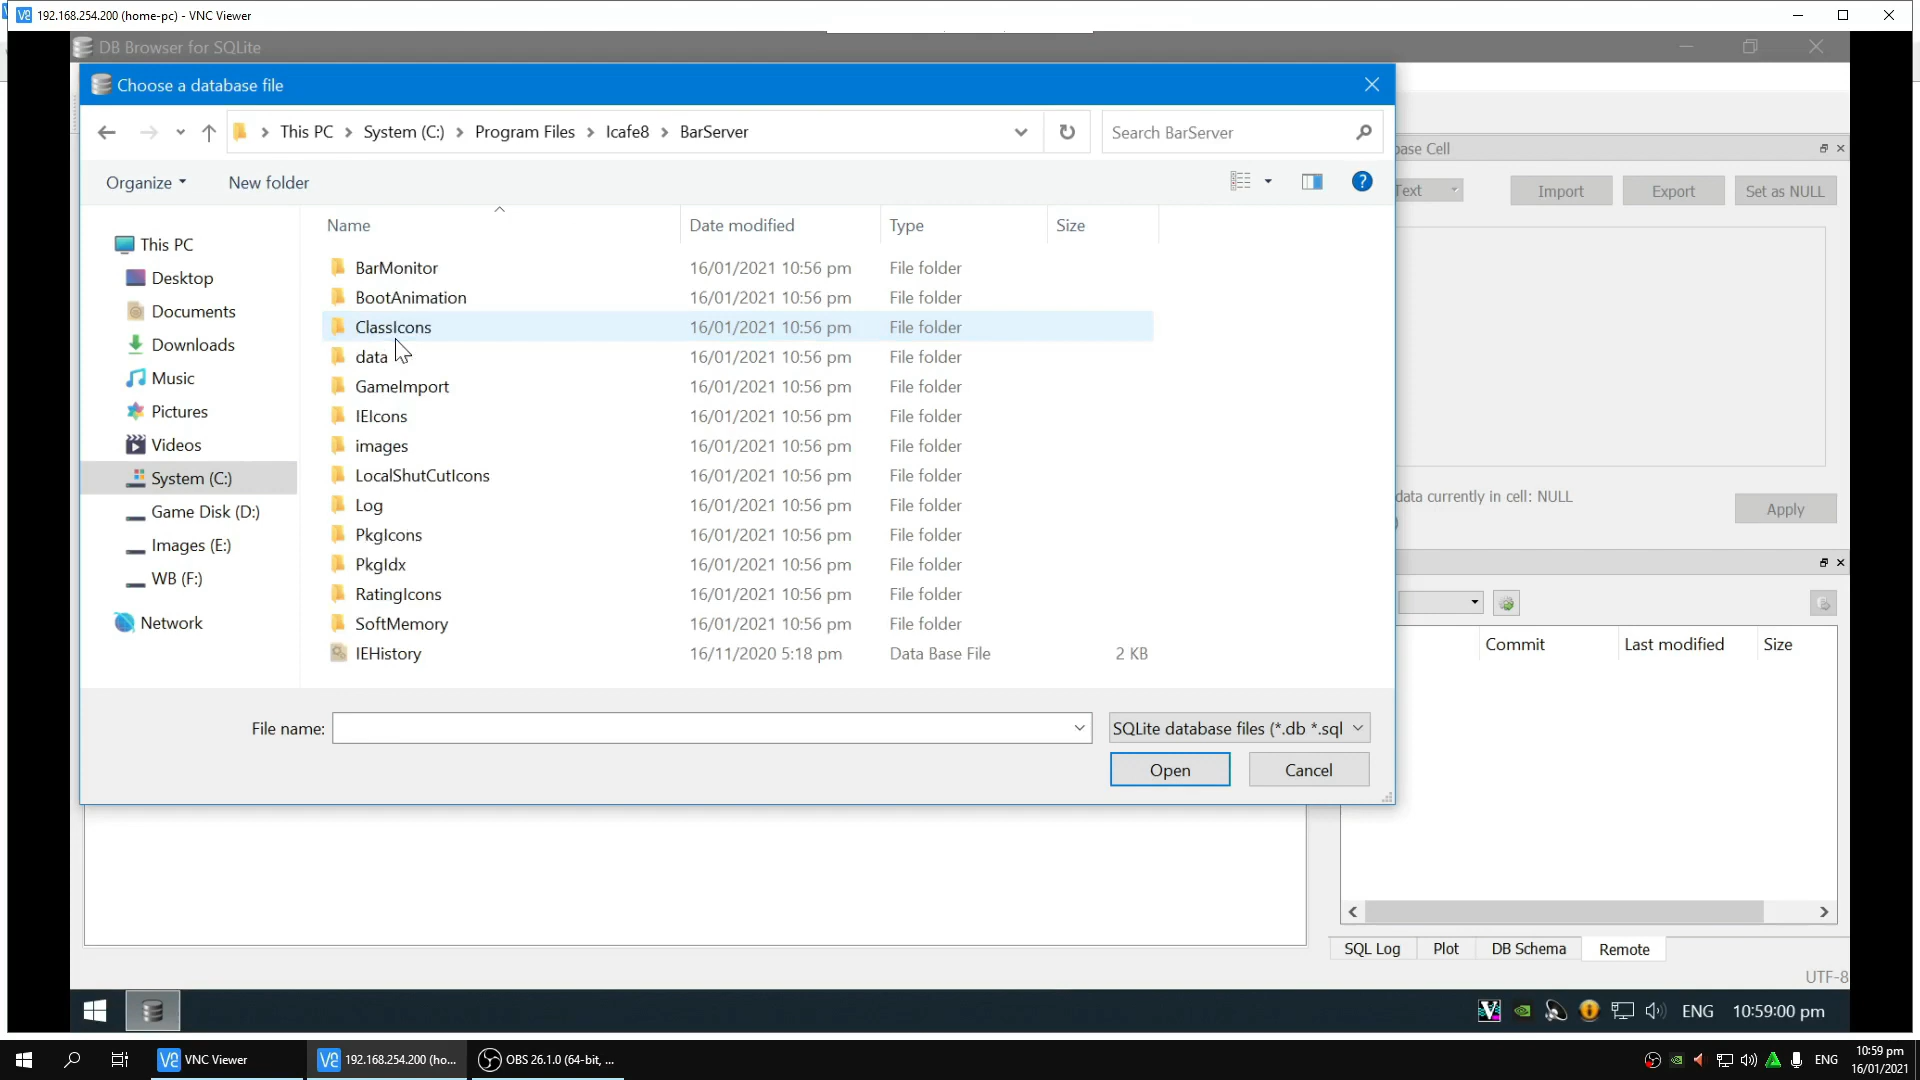 192.168.254.200 (home-pc) - VNC Viewer
DB Browser for SQLite
Choose a database file
This PC
System (C:)
Program Files
Icafe8
BarServer
Search BarServer
Organize
New folder
Name
Date modified
Type
Size
This PC
Desktop
Documents
Downloads
Music
Pictures
Videos
System (C:)
Game Disk (D:)
Images (E:)
WB (F:)
Network
BarMonitor 16/01/2021 10:56 pm File folder
BootAnimation 16/01/2021 10:56 pm File folder
ClassIcons 16/01/2021 10:56 pm File folder
data 16/01/2021 10:56 pm File folder
GameImport 16/01/2021 10:56 pm File folder
IEIcons 16/01/2021 10:56 pm File folder
images 16/01/2021 10:56 pm File folder
LocalShutCutIcons 16/01/2021 10:56 pm File folder
Log 16/01/2021 10:56 pm File folder
PkgIcons 16/01/2021 10:56 pm File folder
PkgIdx 16/01/2021 10:56 pm File folder
RatingIcons 16/01/2021 10:56 pm File folder
SoftMemory 16/01/2021 10:56 pm File folder
IEHistory 16/11/2020 5:18 pm Data Base File 2 KB
File name:
SQLite database files (*.db *.sql
Open
Cancel
base Cell
Text
Import
Export
Set as NULL
data currently in cell: NULL
Apply
Commit
Last modified
Size
SQL Log
Plot
DB Schema
Remote
UTF-8
ENG
10:59:00 pm
VNC Viewer
192.168.254.200 (ho...
OBS 26.1.0 (64-bit, ...
ENG
10:59 pm
16/01/2021